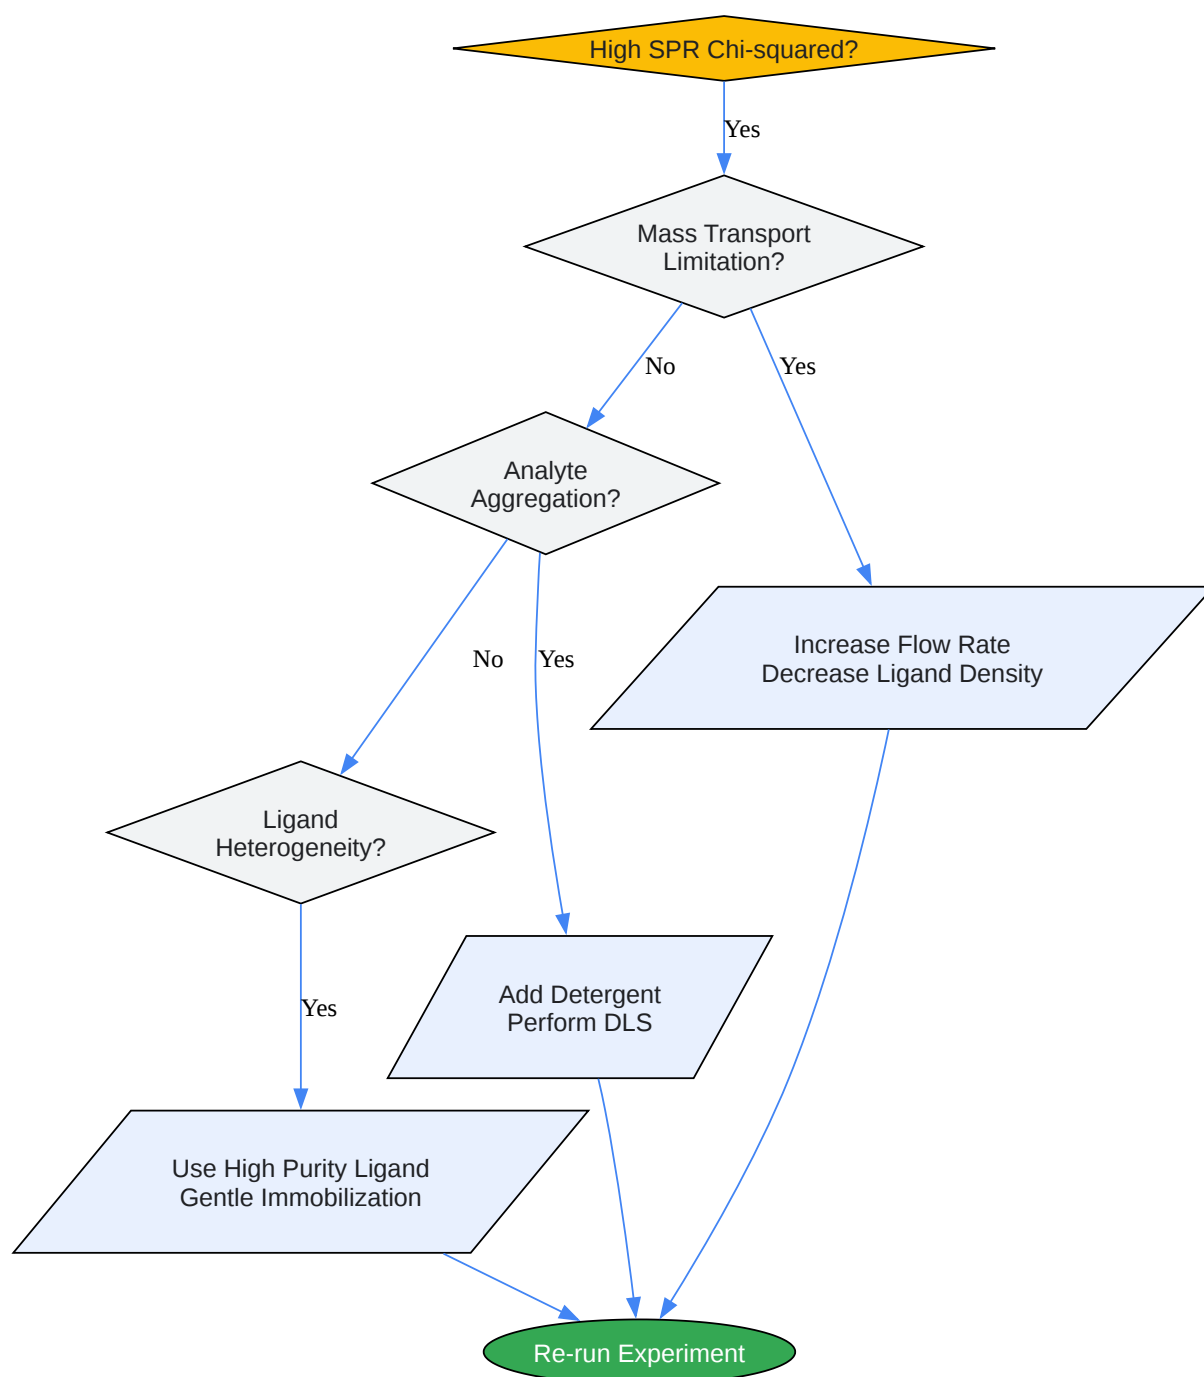 High SPR Chi-squared?
Yes
Mass Transport
Limitation?
No
Yes
Analyte
Aggregation?
Increase Flow Rate
Decrease Ligand Density
No
Yes
Ligand
Heterogeneity?
Add Detergent
Perform DLS
Yes
Use High Purity Ligand
Gentle Immobilization
Re-run Experiment